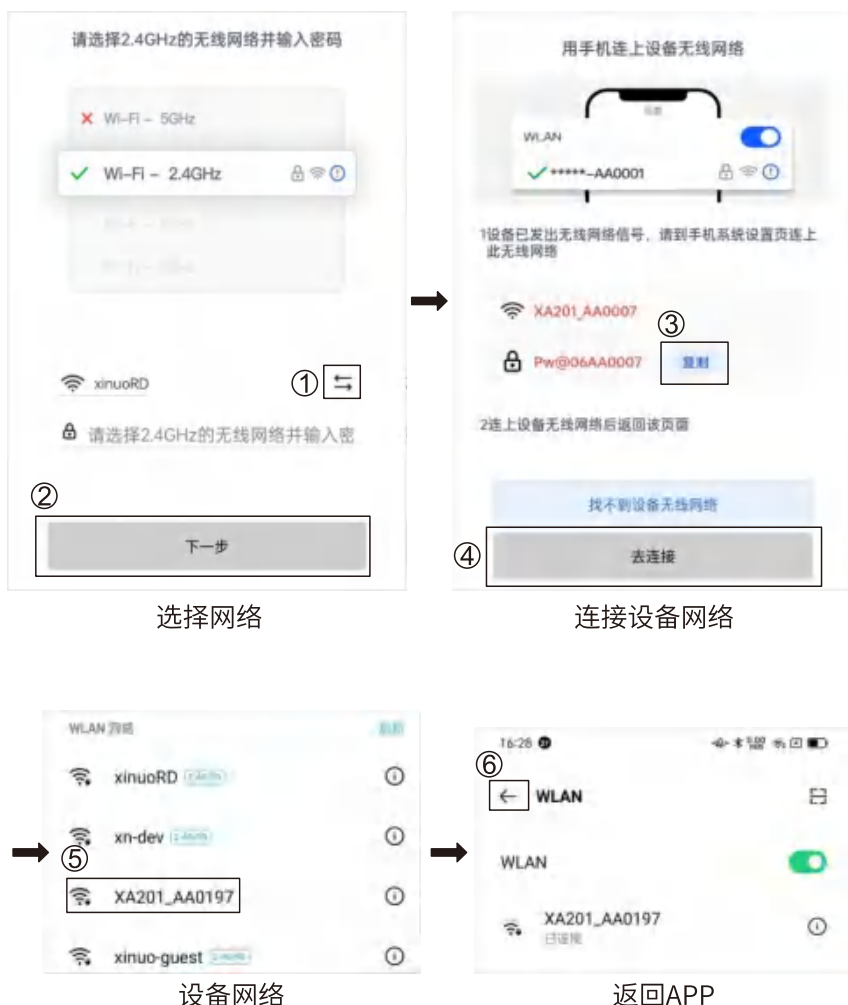 请选择2.4GHz的无线网络并输入密码
Wi-Fi - 5GHz
Wi-Fi - 2.4GHz
xinuoRD
①
请选择2.4GHz的无线网络并输入密
②
下一步
选择网络
用手机连上设备无线网络
WLAN
*****-AA0001
1设备已发出无线网络信号，请到手机系统设置页连上
此无线网络
XA201_AA0007
③
Pw@06AA0007
复制
2连上设备无线网络后返回该页面
找不到设备无线网络
④
去连接
连接设备网络
WLAN
xinuoRD
xn-dev
⑤
XA201_AA0197
xinuo-guest
设备网络
16:28
⑥
WLAN
WLAN
XA201_AA0197
已连接
返回APP